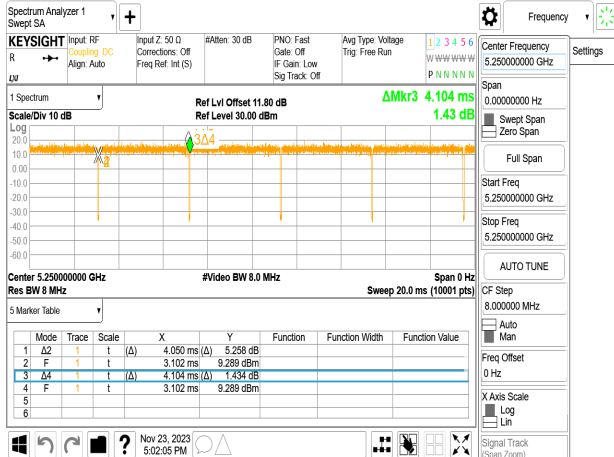 Spectrum Analyzer 1
Swept SA
Frequency
KEYSIGHT Input: RF Input Z: 50 Ω #Atten: 30 dB PNO: Fast Avg Type: Voltage 1 2 3 4 5 6
Coupling: DC Corrections: Off Gate: Off Trig: Free Run
R Align: Auto Freq Ref: Int (S) IF Gain: Low W W W W W W
Sig Track: Off
LXI P N N N N N
1 Spectrum
Scale/Div 10 dB
Ref Lvl Offset 11.80 dB
Ref Level 30.00 dBm
ΔMkr3 4.104 ms
1.43 dB
Log
20.0
10.0
0.00
-10.0
-20.0
-30.0
-40.0
-50.0
-60.0
2
3Δ4
Center 5.250000000 GHz #Video BW 8.0 MHz Span 0 Hz
Res BW 8 MHz Sweep 20.0 ms (10001 pts)
5 Marker Table
Mode Trace Scale X Y Function Function Width Function Value
1 Δ2 1 t (Δ) 4.050 ms (Δ) 5.258 dB
2 F 1 t 3.102 ms 9.289 dBm
3 Δ4 1 t (Δ) 4.104 ms (Δ) 1.434 dB
4 F 1 t 3.102 ms 9.289 dBm
5
6
Nov 23, 2023
5:02:05 PM
Center Frequency
5.250000000 GHz
Settings
Span
0.00000000 Hz
Swept Span
Zero Span
Full Span
Start Freq
5.250000000 GHz
Stop Freq
5.250000000 GHz
AUTO TUNE
CF Step
8.000000 MHz
Auto
Man
Freq Offset
0 Hz
X Axis Scale
Log
Lin
Signal Track
(Span Zoom)